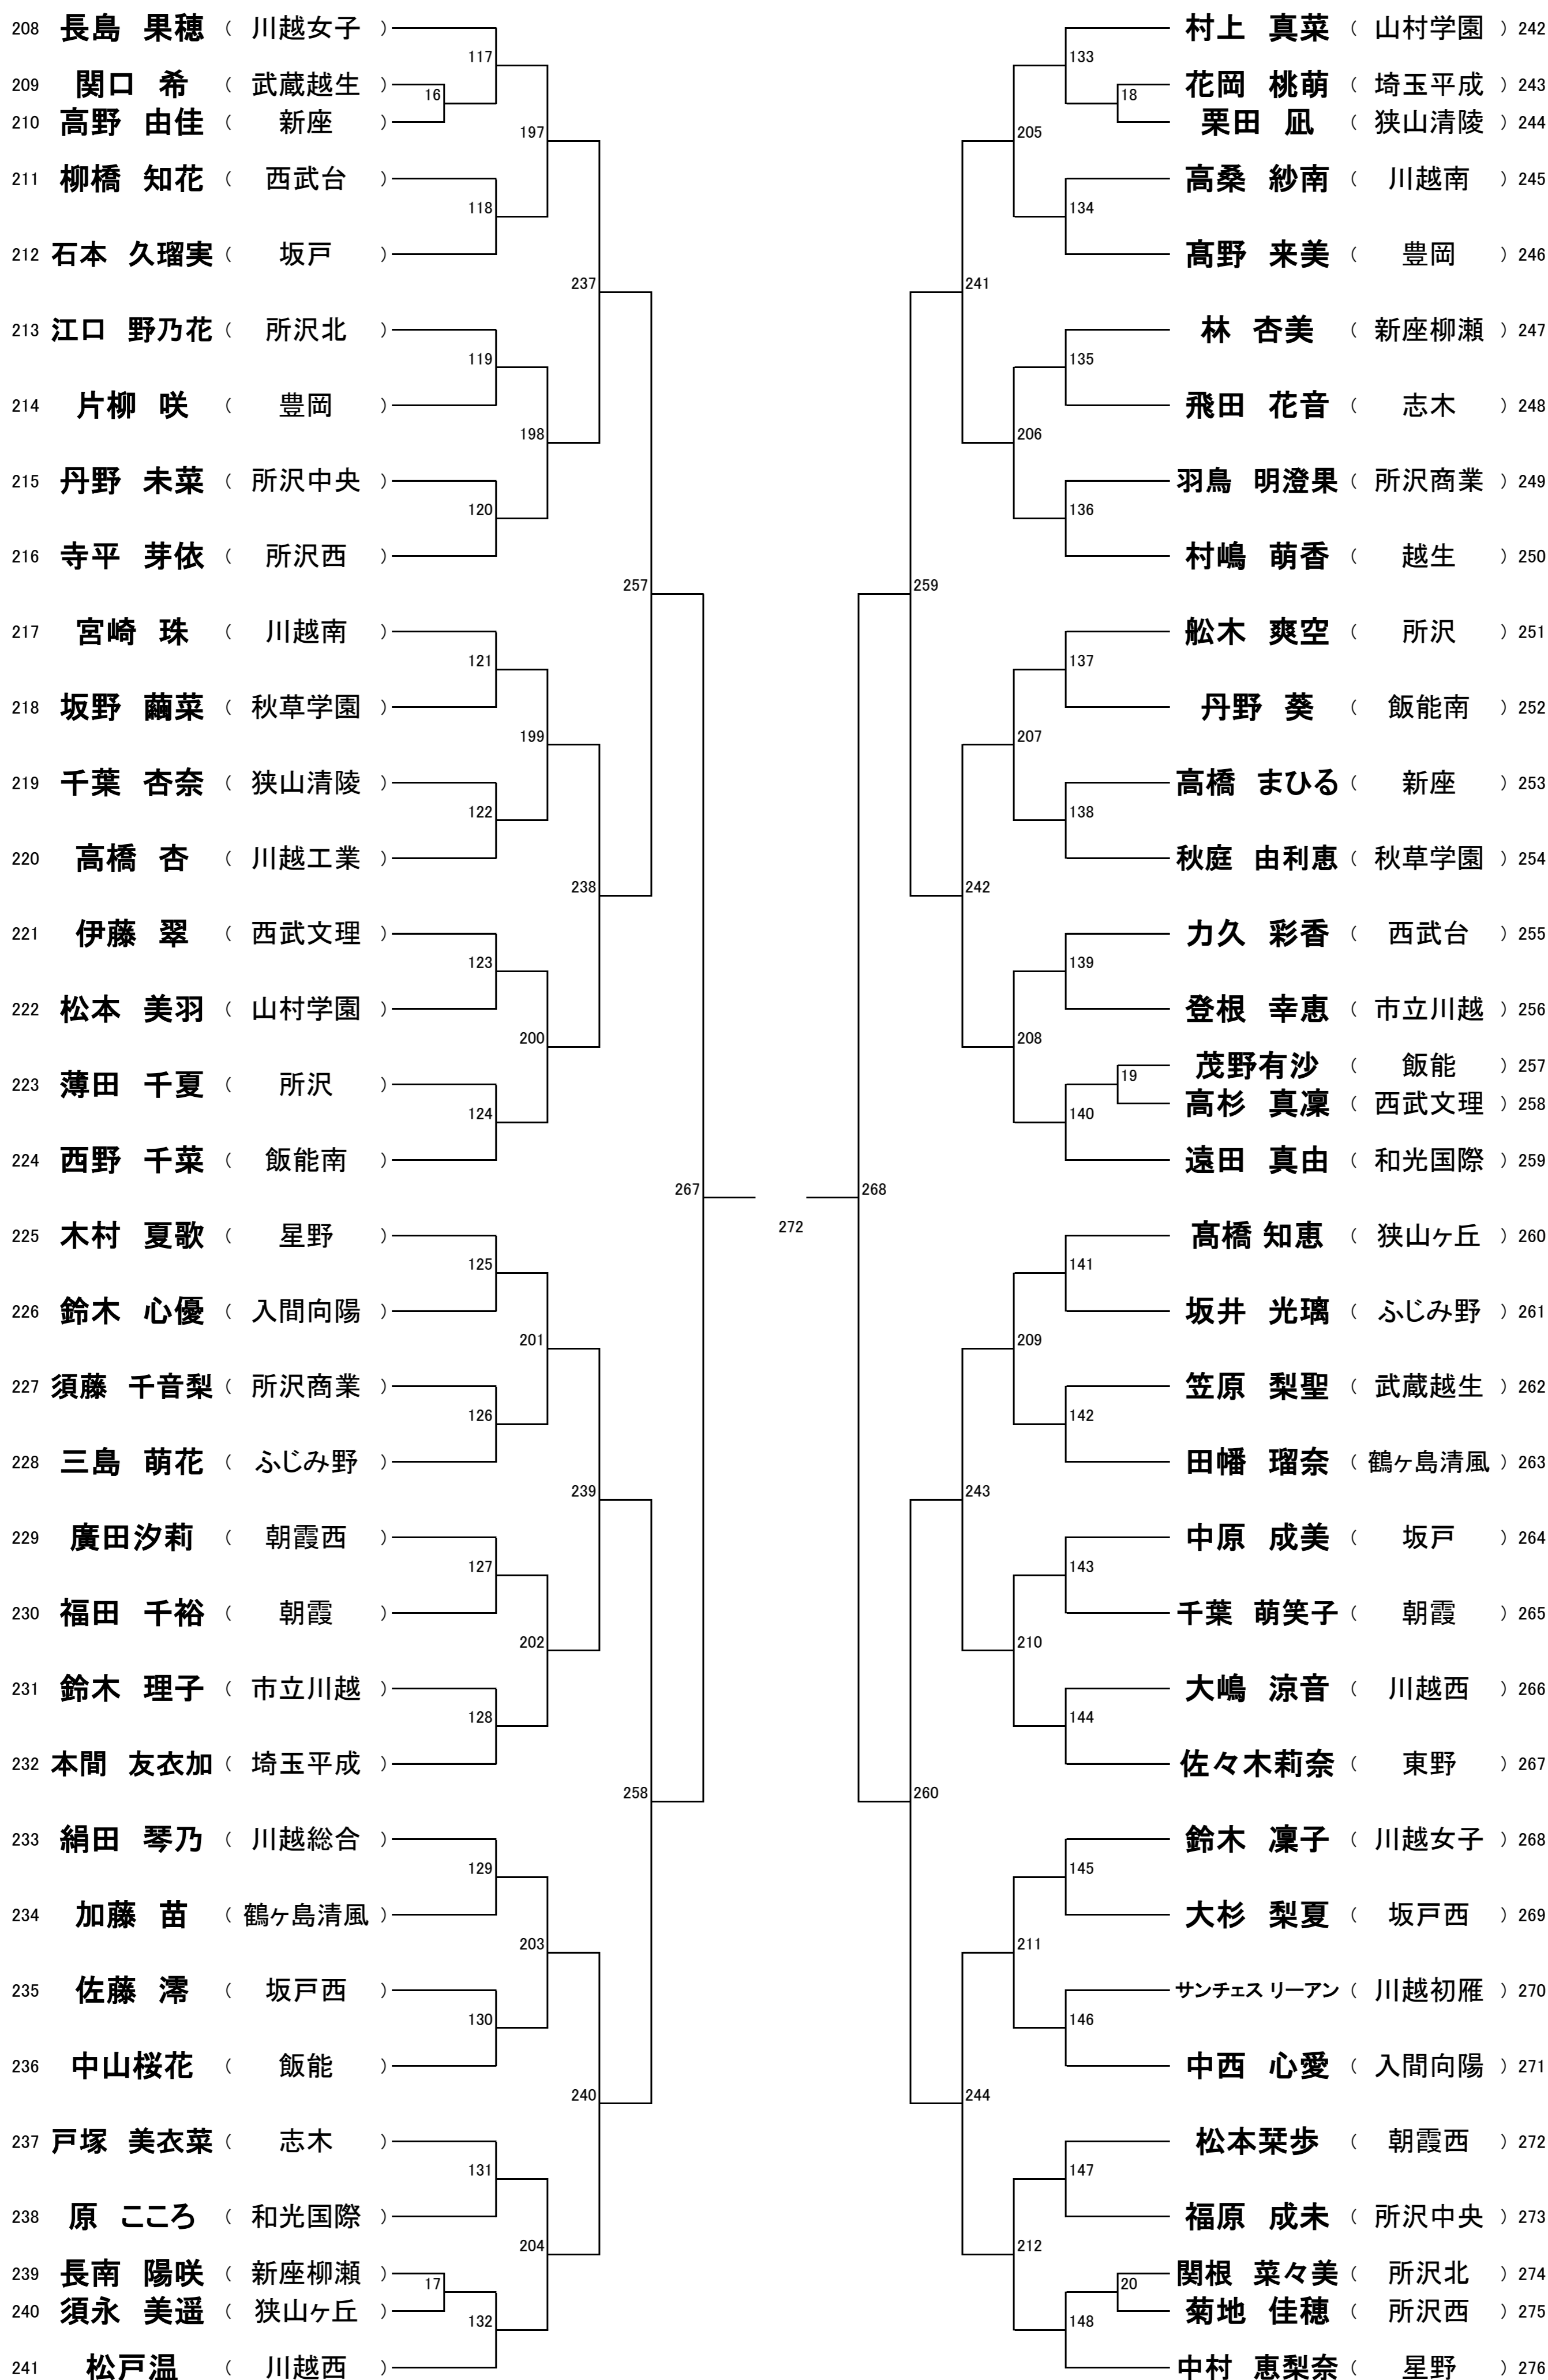 208 長島 果穂 ( 川越女子 )
117
209 関口 希 ( 武蔵越生 )
16
210 高野 由佳 ( 新座 )
197
211 柳橋 知花 ( 西武台 )
118
212 石本 久瑠実 ( 坂戸 )
237
213 江口 野乃花 ( 所沢北 )
119
214 片柳 咲 ( 豊岡 )
198
215 丹野 未菜 ( 所沢中央 )
120
216 寺平 芽依 ( 所沢西 )
257
217 宮崎 珠 ( 川越南 )
121
218 坂野 繭菜 ( 秋草学園 )
199
219 千葉 杏奈 ( 狭山清陵 )
122
220 高橋 杏 ( 川越工業 )
238
221 伊藤 翠 ( 西武文理 )
123
222 松本 美羽 ( 山村学園 )
200
223 薄田 千夏 ( 所沢 )
124
224 西野 千菜 ( 飯能南 )
267
225 木村 夏歌 ( 星野 )
125
226 鈴木 心優 ( 入間向陽 )
201
227 須藤 千音梨 ( 所沢商業 )
126
228 三島 萌花 ( ふじみ野 )
239
229 廣田汐莉 ( 朝霞西 )
127
230 福田 千裕 ( 朝霞 )
202
231 鈴木 理子 ( 市立川越 )
128
232 本間 友衣加 ( 埼玉平成 )
258
233 絹田 琴乃 ( 川越総合 )
129
234 加藤 苗 ( 鶴ヶ島清風 )
203
235 佐藤 澪 ( 坂戸西 )
130
236 中山桜花 ( 飯能 )
240
237 戸塚 美衣菜 ( 志木 )
131
238 原 こころ ( 和光国際 )
204
239 長南 陽咲 ( 新座柳瀬 )
17
240 須永 美遥 ( 狭山ヶ丘 )
132
241 松戸温 ( 川越西 )
272
村上 真菜 ( 山村学園 ) 242
133
花岡 桃萌 ( 埼玉平成 ) 243
18
栗田 凪 ( 狭山清陵 ) 244
205
高桑 紗南 ( 川越南 ) 245
134
髙野 来美 ( 豊岡 ) 246
241
林 杏美 ( 新座柳瀬 ) 247
135
飛田 花音 ( 志木 ) 248
206
羽鳥 明澄果 ( 所沢商業 ) 249
136
村嶋 萌香 ( 越生 ) 250
259
舩木 爽空 ( 所沢 ) 251
137
丹野 葵 ( 飯能南 ) 252
207
高橋 まひる ( 新座 ) 253
138
秋庭 由利恵 ( 秋草学園 ) 254
242
力久 彩香 ( 西武台 ) 255
139
登根 幸恵 ( 市立川越 ) 256
208
茂野有沙 ( 飯能 ) 257
19
高杉 真凜 ( 西武文理 ) 258
140
遠田 真由 ( 和光国際 ) 259
268
髙橋 知恵 ( 狭山ヶ丘 ) 260
141
坂井 光璃 ( ふじみ野 ) 261
209
笠原 梨聖 ( 武蔵越生 ) 262
142
田幡 瑠奈 ( 鶴ヶ島清風 ) 263
243
中原 成美 ( 坂戸 ) 264
143
千葉 萌笑子 ( 朝霞 ) 265
210
大嶋 涼音 ( 川越西 ) 266
144
佐々木莉奈 ( 東野 ) 267
260
鈴木 凜子 ( 川越女子 ) 268
145
大杉 梨夏 ( 坂戸西 ) 269
211
サンチェス リーアン ( 川越初雁 ) 270
146
中西 心愛 ( 入間向陽 ) 271
244
松本栞歩 ( 朝霞西 ) 272
147
福原 成未 ( 所沢中央 ) 273
212
関根 菜々美 ( 所沢北 ) 274
20
菊地 佳穂 ( 所沢西 ) 275
148
中村 恵梨奈 ( 星野 ) 276